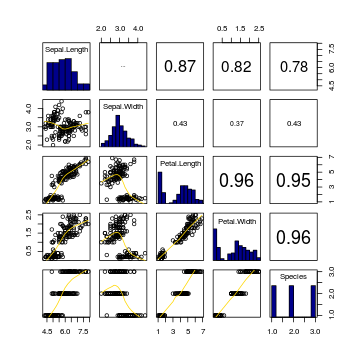 2.0 3.0 4.0
0.5 1.5 2.5
Sepal.Length
0.87
0.82
0.78
4.5 6.0 7.5
2.0 3.0 4.0
Sepal.Width
0.43
0.37
0.43
Petal.Length
0.96
0.95
1 3 5 7
0.5 1.5 2.5
Petal.Width
0.96
Species
1.0 2.0 3.0
4.5 6.0 7.5
1 3 5 7
1.0 2.0 3.0